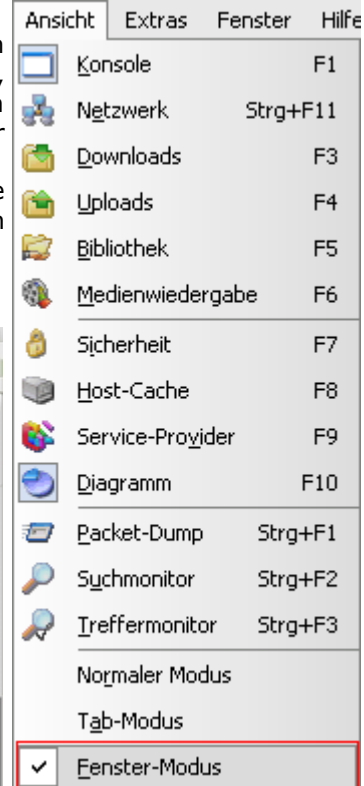 Ansicht Extras Fenster Hilfe
Konsole F1
Netzwerk Strg+F11
Downloads F3
Uploads F4
Bibliothek F5
Medienwiedergabe F6
Sicherheit F7
Host-Cache F8
Service-Provider F9
Diagramm F10
Packet-Dump Strg+F1
Suchmonitor Strg+F2
Treffermonitor Strg+F3
Normaler Modus
Tab-Modus
Fenster-Modus